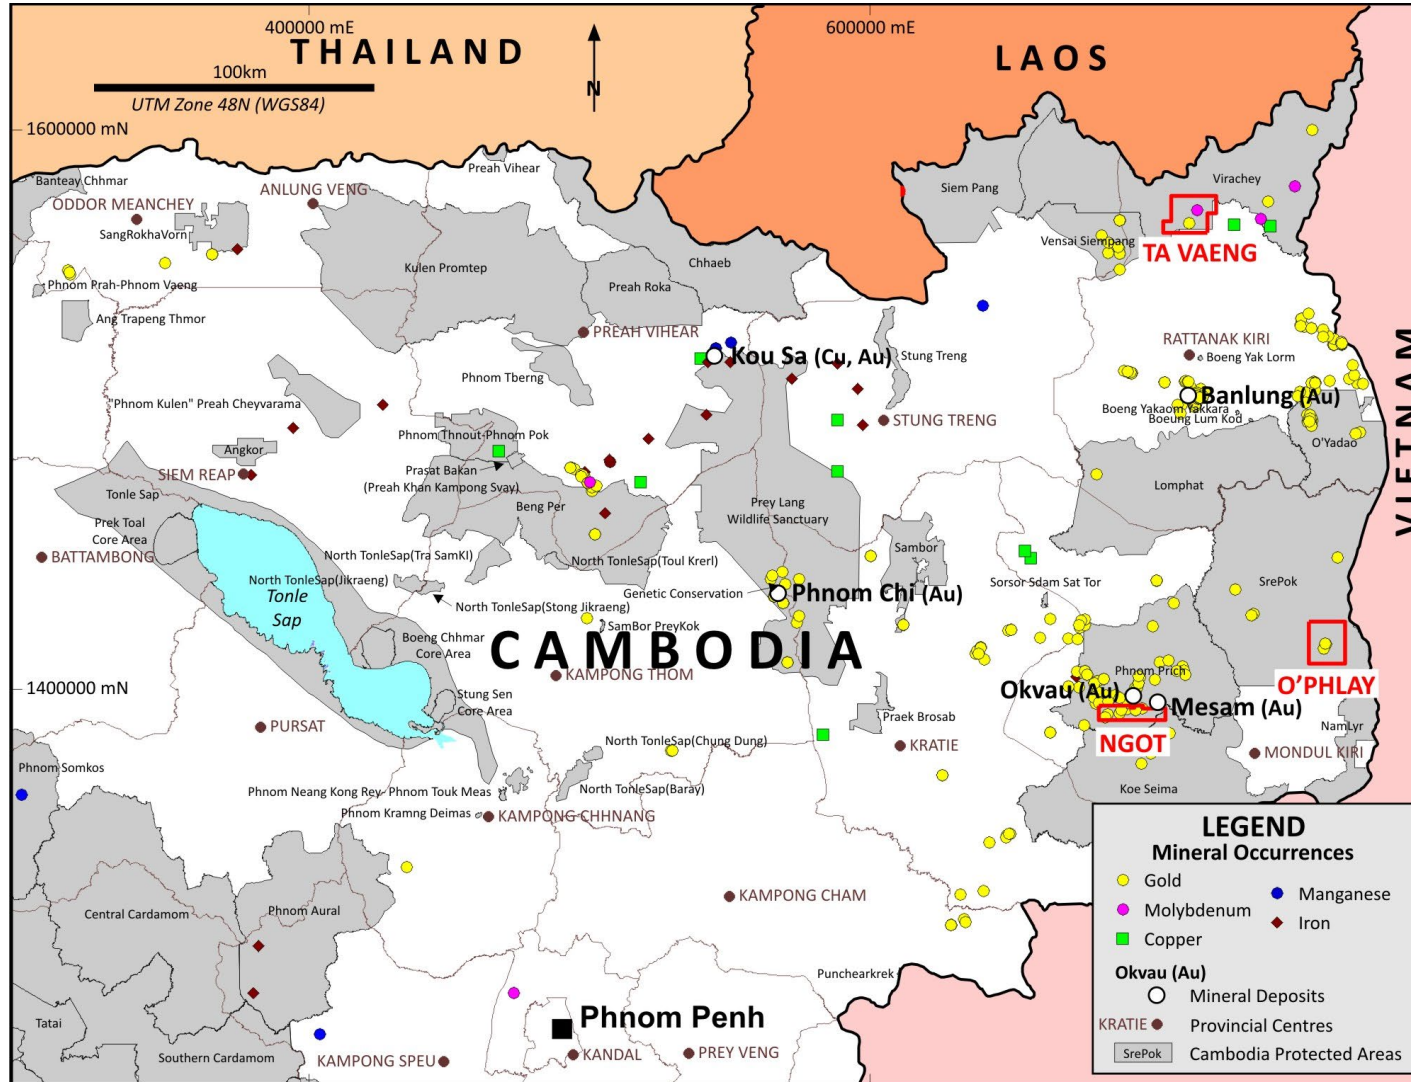 400000 mE
600000 mE
THAILAND
LAOS
100km
UTM Zone 48N (WGS84)
N
1600000 mN
Preah Vihear
Banteay Chhmar
ANLUNG VENG
ODDOR MEANCHEY
SangRokhaVorn
Siem Pang
Virachey
Vensai Siempang
TA VAENG
Kulen Promtep
Chhaeb
Preah Roka
Phnom Prah-Phnom Vaeng
Ang Trapeng Thmor
PREAH VIHEAR
Kou Sa (Cu, Au)
Stung Treng
RATTANAK KIRI
Boeng Yak Lorm
VIETNAM
Phnom Tberng
"Phnom Kulen" Preah Cheyvarama
Banlung (Au)
Boeng Yakaom Yakkara
Boeung Lum Kod
STUNG TRENG
Phnom Thnout-Phnom Pok
Angkor
O'Yadao
SIEM REAP
Prasat Bakan
(Preah Khan Kampong Svay)
Lomphat
Tonle Sap
Beng Per
Prey Lang
Wildlife Sanctuary
Prek Toal
Core Area
BATTAMBONG
North TonleSap(Tra SamKI)
North TonleSap(Toul Krerl)
Sambor
North TonleSap(Jikraeng)
Sorsor Sdam Sat Tor
SrePok
Tonle
Sap
Genetic Conservation
Phnom Chi (Au)
North TonleSap(Stong Jikraeng)
SamBor PreyKok
CAMBODIA
Boeng Chhmar
Core Area
KAMPONG THOM
Phnom Prich
O'PHLAY
1400000 mN
Okvau (Au)
Mesam (Au)
Stung Sen
Core Area
PURSAT
Praek Brosab
NamLyr
North TonleSap(Chung Dung)
KRATIE
NGOT
MONDUL KIRI
Phnom Somkos
Phnom Neang Kong Rey- Phnom Touk Meas
North TonleSap(Baray)
Koe Seima
Phnom Kramng Deimas
KAMPONG CHHNANG
LEGEND
Mineral Occurrences
Gold
Manganese
Molybdenum
Iron
Copper
Okvau (Au)
Mineral Deposits
KRATIE
Provincial Centres
SrePok
Cambodia Protected Areas
KAMPONG CHAM
Central Cardamom
Phnom Aural
Punchearkrek
Tatai
Phnom Penh
Southern Cardamom
KAMPONG SPEU
KANDAL
PREY VENG